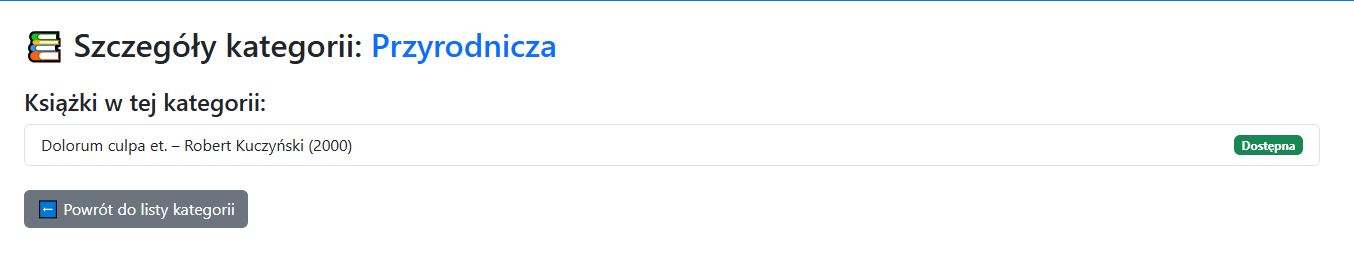 Szczegóły kategorii: Przyrodnicza
Książki w tej kategorii:
Dolorum culpa et. – Robert Kuczyński (2000) Dostępna
← Powrót do listy kategorii